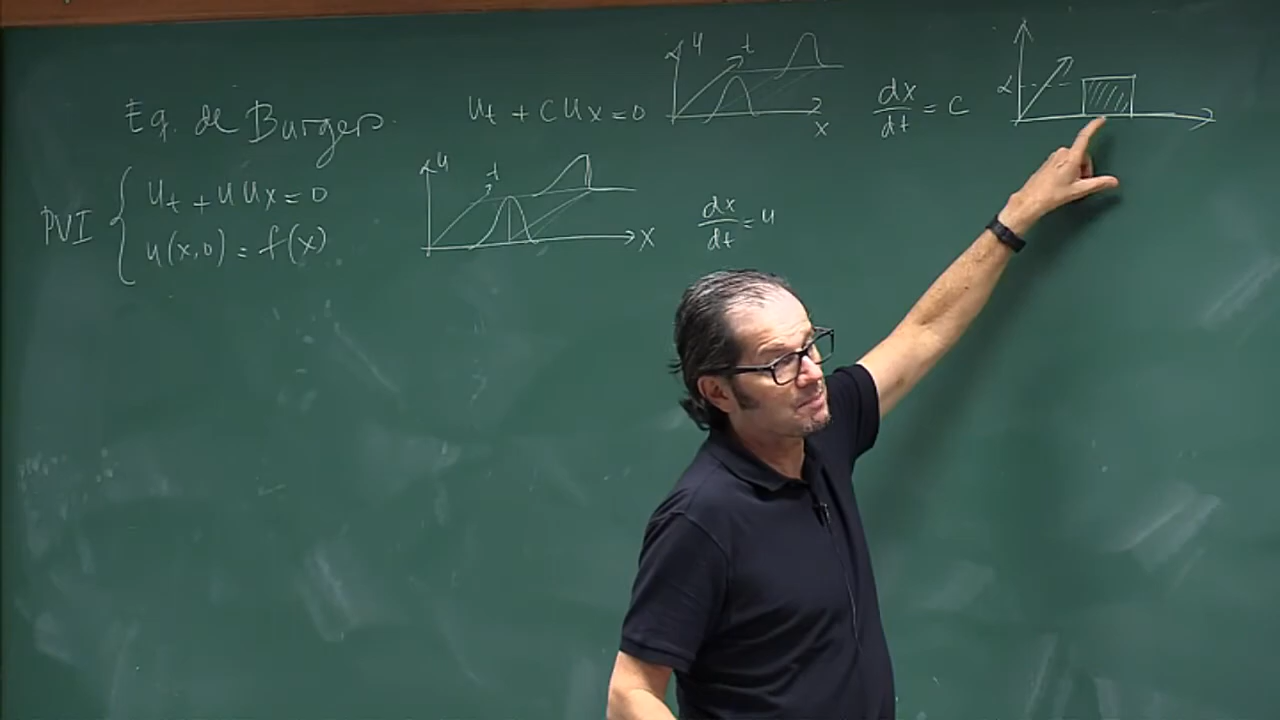 Eq. de Burgers.
PVI { u_t + u u_x = 0
u(x,0) = f(x)
u_t + c u_x = 0
u
t
x
dx/dt = c
α
u
t
x
dx/dt = u